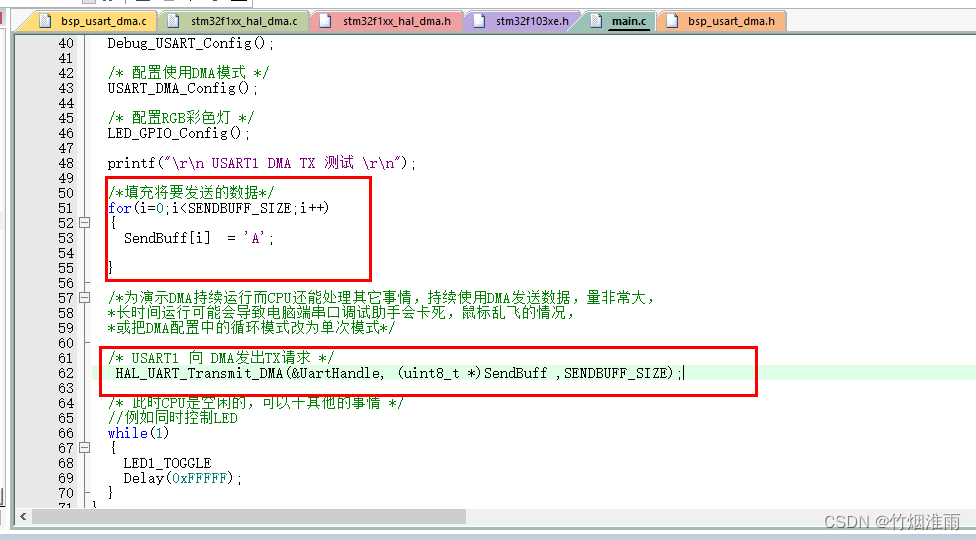 bsp_usart_dma.c stm32f1xx_hal_dma.c stm32f1xx_hal_dma.h stm32f103xe.h main.c bsp_usart_dma.h
40 Debug_USART_Config();
41
42 /* 配置使用DMA模式 */
43 USART_DMA_Config();
44
45 /* 配置RGB彩色灯 */
46 LED_GPIO_Config();
47
48 printf("\r\n USART1 DMA TX 测试 \r\n");
49
50 /*填充将要发送的数据*/
51 for(i=0;i<SENDBUFF_SIZE;i++)
52 {
53 SendBuff[i] = 'A';
54
55 }
56
57 /*为演示DMA持续运行而CPU还能处理其它事情，持续使用DMA发送数据，量非常大，
58 *长时间运行可能会导致电脑端串口调试助手会卡死，鼠标乱飞的情况，
59 *或把DMA配置中的循环模式改为单次模式*/
60
61 /* USART1 向 DMA发出TX请求 */
62 HAL_UART_Transmit_DMA(&UartHandle, (uint8_t *)SendBuff ,SENDBUFF_SIZE);
63
64 /* 此时CPU是空闲的，可以干其他的事情 */
65 //例如同时控制LED
66 while(1)
67 {
68 LED1_TOGGLE
69 Delay(0xFFFFF);
70 }
71 }
CSDN @竹烟淮雨